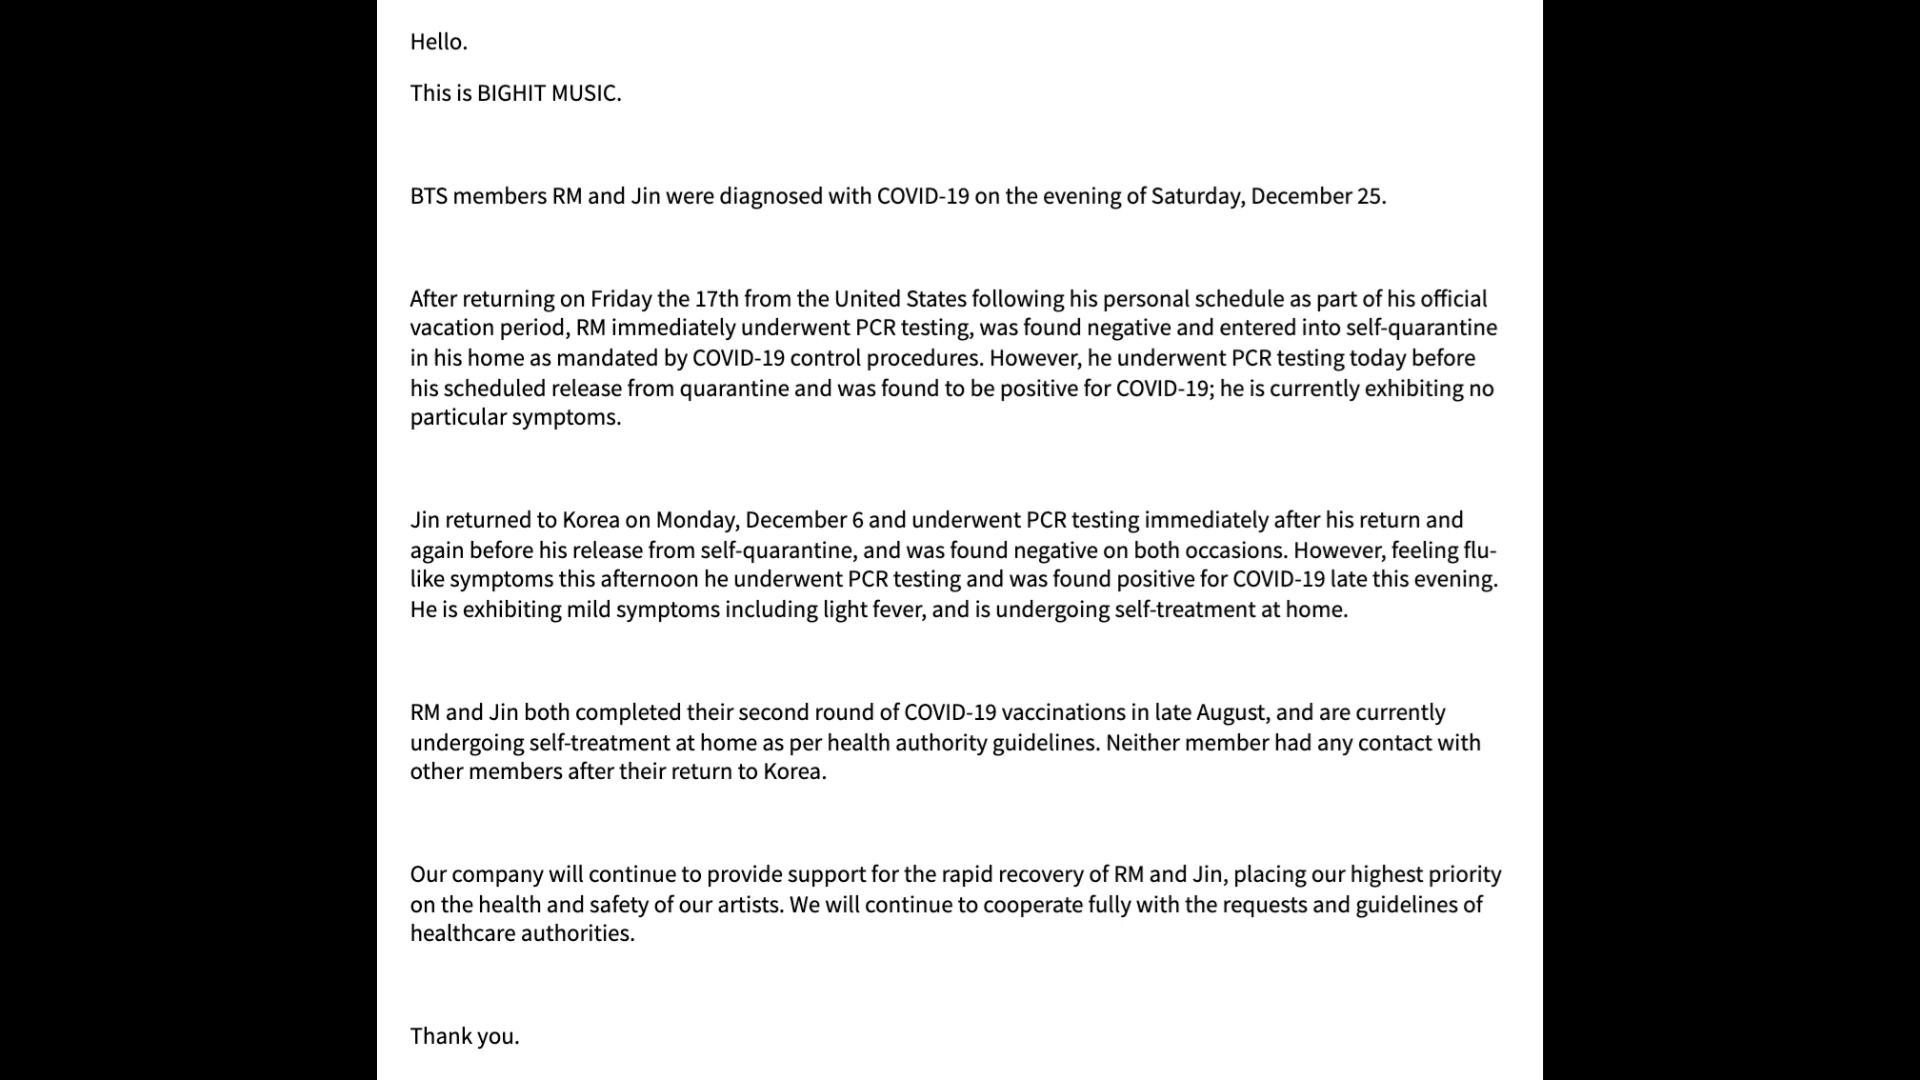 Hello.
This is BIGHIT MUSIC.
BTS members RM and Jin were diagnosed with COVID-19 on the evening of Saturday, December 25.
After returning on Friday the 17th from the United States following his personal schedule as part of his official
vacation period, RM immediately underwent PCR testing, was found negative and entered into self-quarantine
in his home as mandated by COVID-19 control procedures. However, he underwent PCR testing today before
his scheduled release from quarantine and was found to be positive for COVID-19; he is currently exhibiting no
particular symptoms.
Jin returned to Korea on Monday, December 6 and underwent PCR testing immediately after his return and
again before his release from self-quarantine, and was found negative on both occasions. However, feeling flu-
like symptoms this afternoon he underwent PCR testing and was found positive for COVID-19 late this evening.
He is exhibiting mild symptoms including light fever, and is undergoing self-treatment at home.
RM and Jin both completed their second round of COVID-19 vaccinations in late August, and are currently
undergoing self-treatment at home as per health authority guidelines. Neither member had any contact with
other members after their return to Korea.
Our company will continue to provide support for the rapid recovery of RM and Jin, placing our highest priority
on the health and safety of our artists. We will continue to cooperate fully with the requests and guidelines of
healthcare authorities.
Thank you.